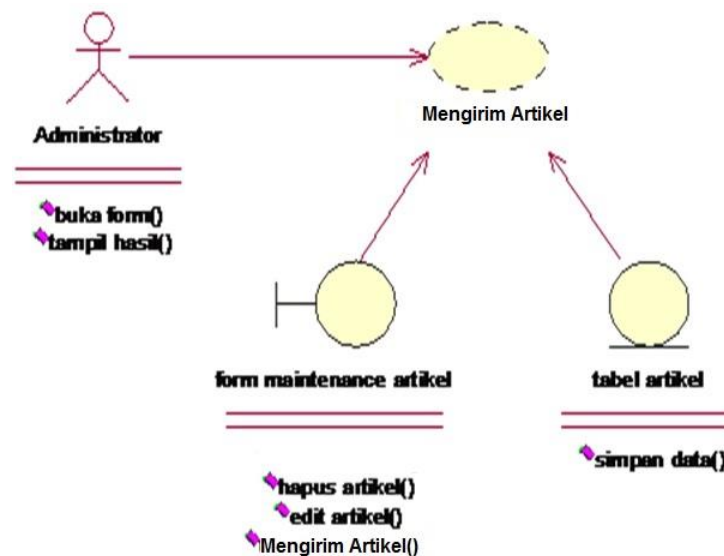 Mengirim Artikel
Administrator
buka form()
tampil hasil()
form maintenance artikel
tabel artikel
simpan data()
hapus artikel()
edit artikel()
Mengirim Artikel()